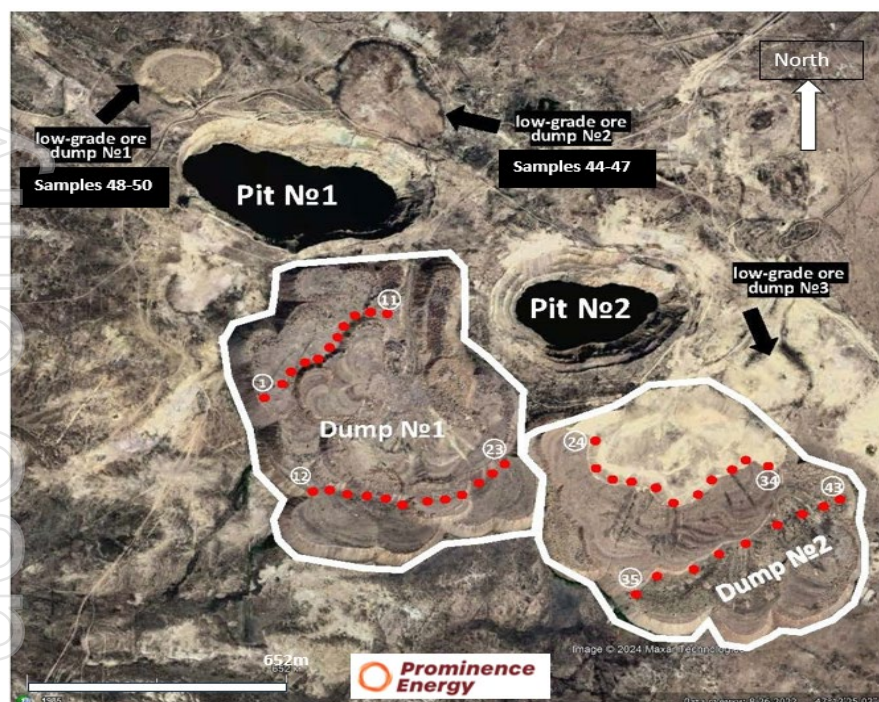 North
low-grade ore
dump №1
Samples 48-50
low-grade ore
dump №2
Samples 44-47
Pit №1
low-grade ore
dump №3
Pit №2
11
1
Dump №1
12
23
24
34
43
35
Dump №2
Image © 2024 Maxar Technologies
652m
Prominence
Energy
1985